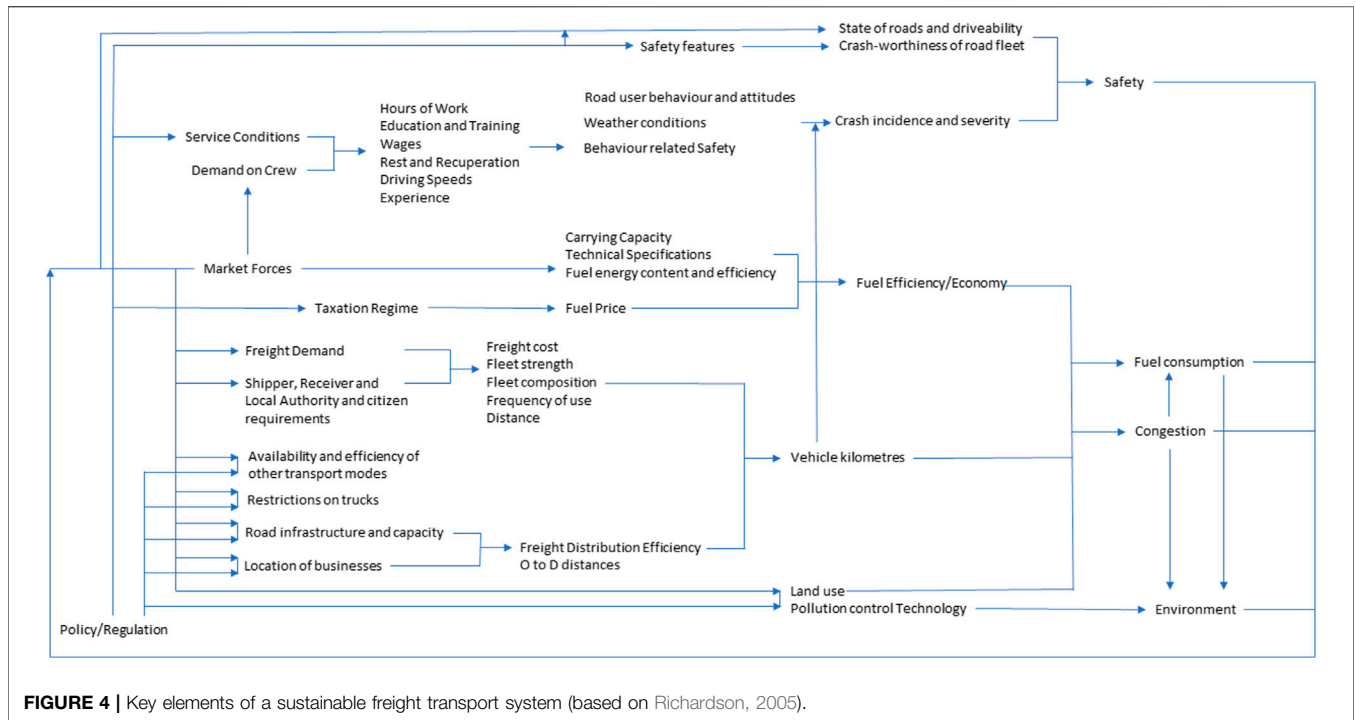 State of roads and driveability
Safety features
Crash-worthiness of road fleet
Safety
Hours of Work
Education and Training
Wages
Rest and Recuperation
Driving Speeds
Experience
Road user behaviour and attitudes
Weather conditions
Behaviour related Safety
Crash incidence and severity
Service Conditions
Demand on Crew
Market Forces
Carrying Capacity
Technical Specifications
Fuel energy content and efficiency
Fuel Efficiency/Economy
Taxation Regime
Fuel Price
Freight Demand
Shipper, Receiver and
Local Authority and citizen
requirements
Freight cost
Fleet strength
Fleet composition
Frequency of use
Distance
Fuel consumption
Congestion
Vehicle kilometres
Availability and efficiency of
other transport modes
Restrictions on trucks
Road infrastructure and capacity
Location of businesses
Freight Distribution Efficiency
O to D distances
Land use
Pollution control Technology
Environment
Policy/Regulation
FIGURE 4 | Key elements of a sustainable freight transport system (based on Richardson, 2005).